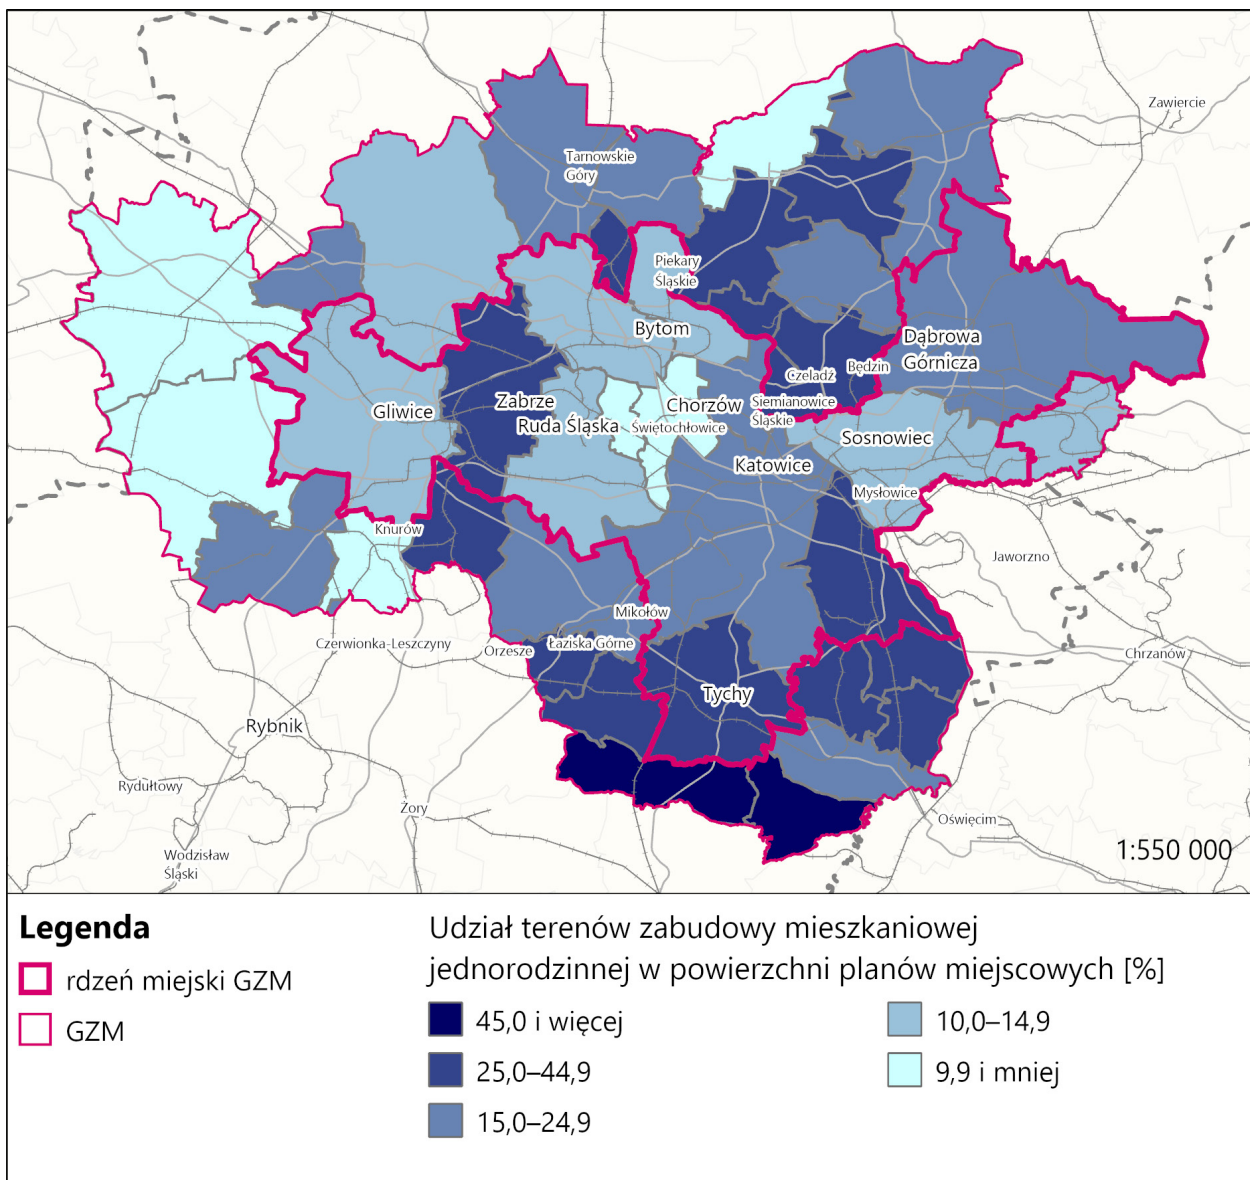 Zawiercie
Tarnowskie
Góry
Piekary
Śląskie
Bytom
Dąbrowa
Górnicza
Będzin
Czeladź
Siemianowice
Śląskie
Zabrze
Chorzów
Gliwice
Ruda Śląska
Świętochłowice
Sosnowiec
Katowice
Mysłowice
Knurów
Jaworzno
Mikołów
Czerwionka-Leszczyny
Orzesze
Łaziska Górne
Chrzanów
Tychy
Rybnik
Rydułtowy
Żory
Oświęcim
Wodzisław
Śląski
1:550 000
Legenda
rdzeń miejski GZM
GZM
Udział terenów zabudowy mieszkaniowej
jednorodzinnej w powierzchni planów miejscowych [%]
45,0 i więcej
25,0–44,9
15,0–24,9
10,0–14,9
9,9 i mniej